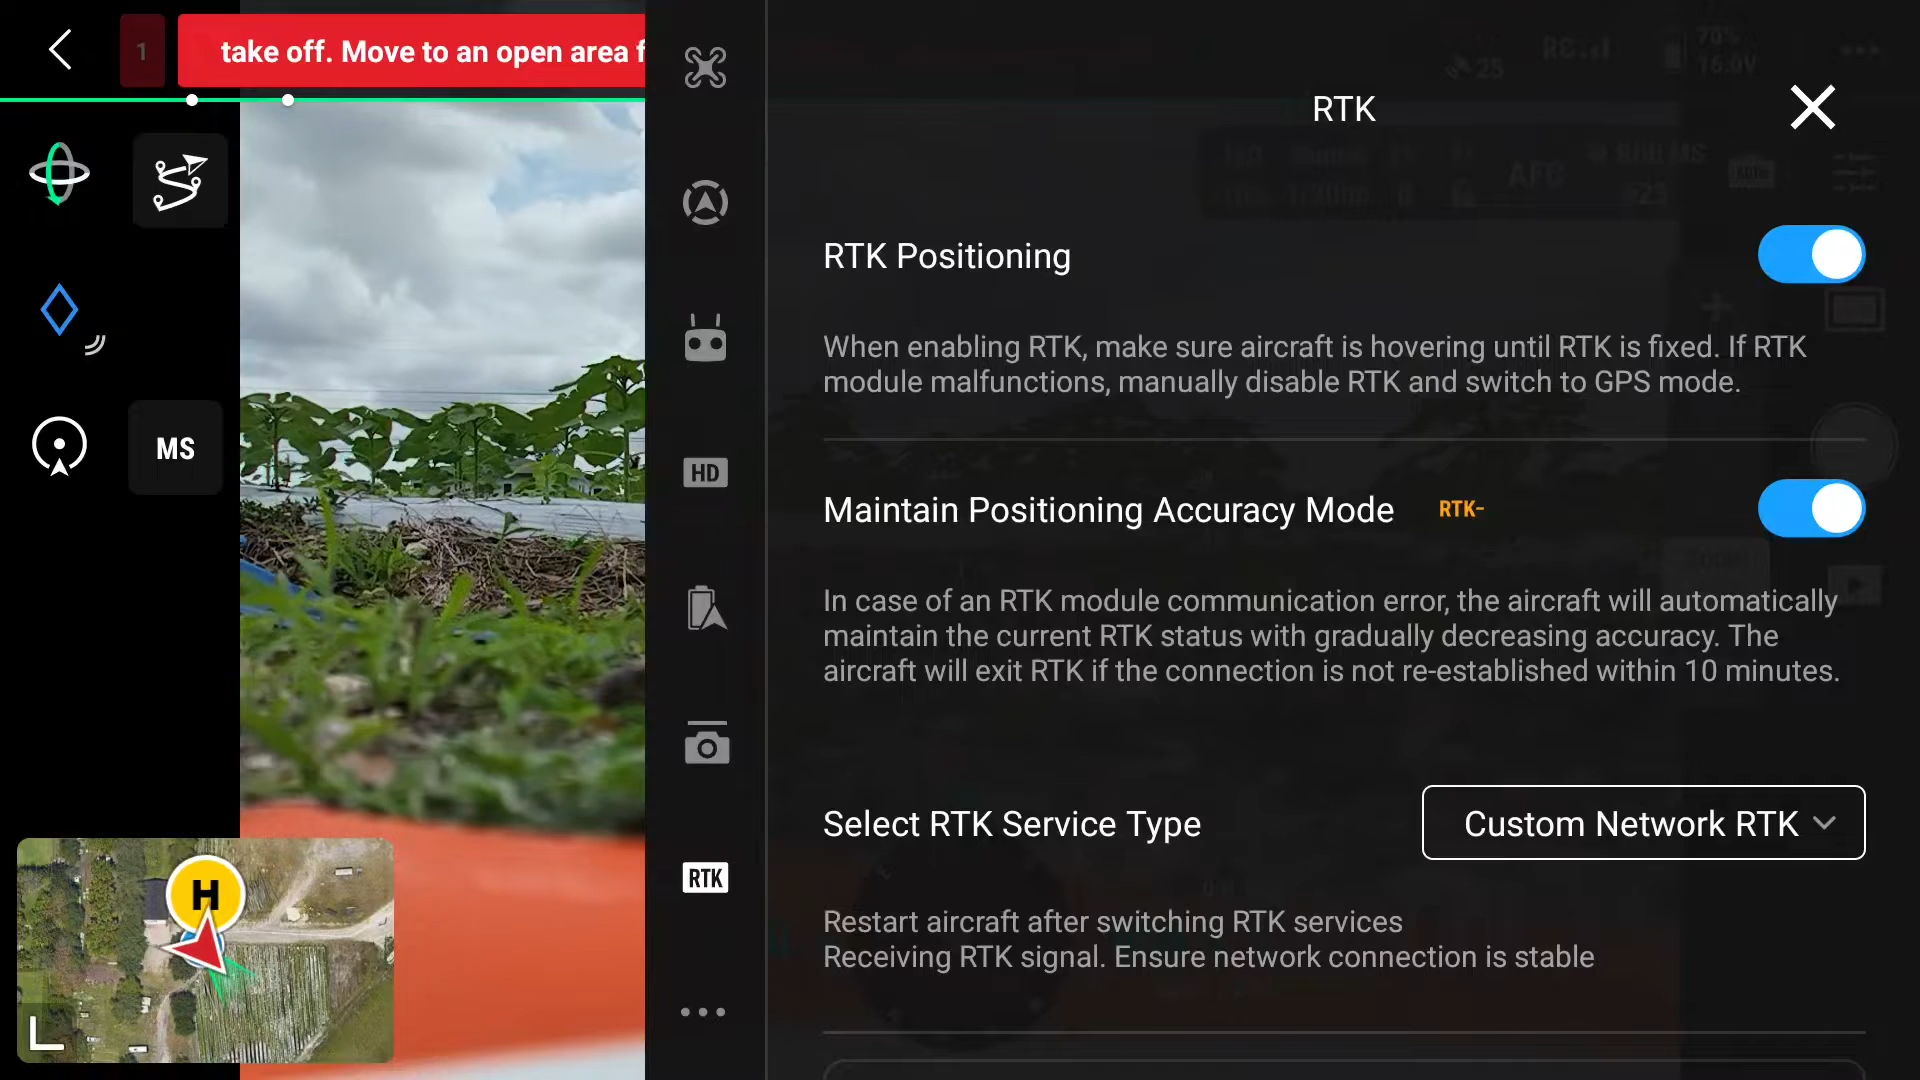 1
take off. Move to an open area f
RTK
RTK Positioning
When enabling RTK, make sure aircraft is hovering until RTK is fixed. If RTK
module malfunctions, manually disable RTK and switch to GPS mode.
MS
HD
Maintain Positioning Accuracy Mode RTK-
In case of an RTK module communication error, the aircraft will automatically
maintain the current RTK status with gradually decreasing accuracy. The
aircraft will exit RTK if the connection is not re-established within 10 minutes.
Select RTK Service Type
Custom Network RTK
RTK
H
Restart aircraft after switching RTK services
Receiving RTK signal. Ensure network connection is stable